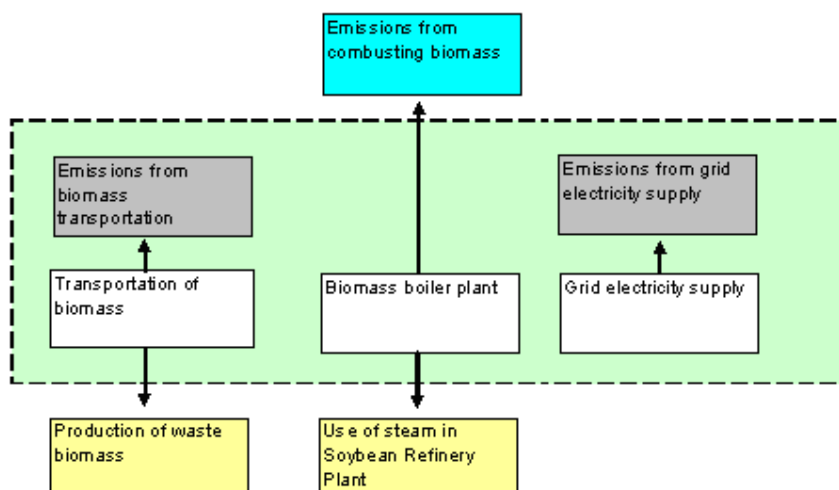 Emissions from
combusting biomass
Emissions from
biomass
transportation
Emissions from grid
electricity supply
Transportation of
biomass
Biomass boiler plant
Grid electricity supply
Production of waste
biomass
Use of steam in
Soybean Refinery
Plant